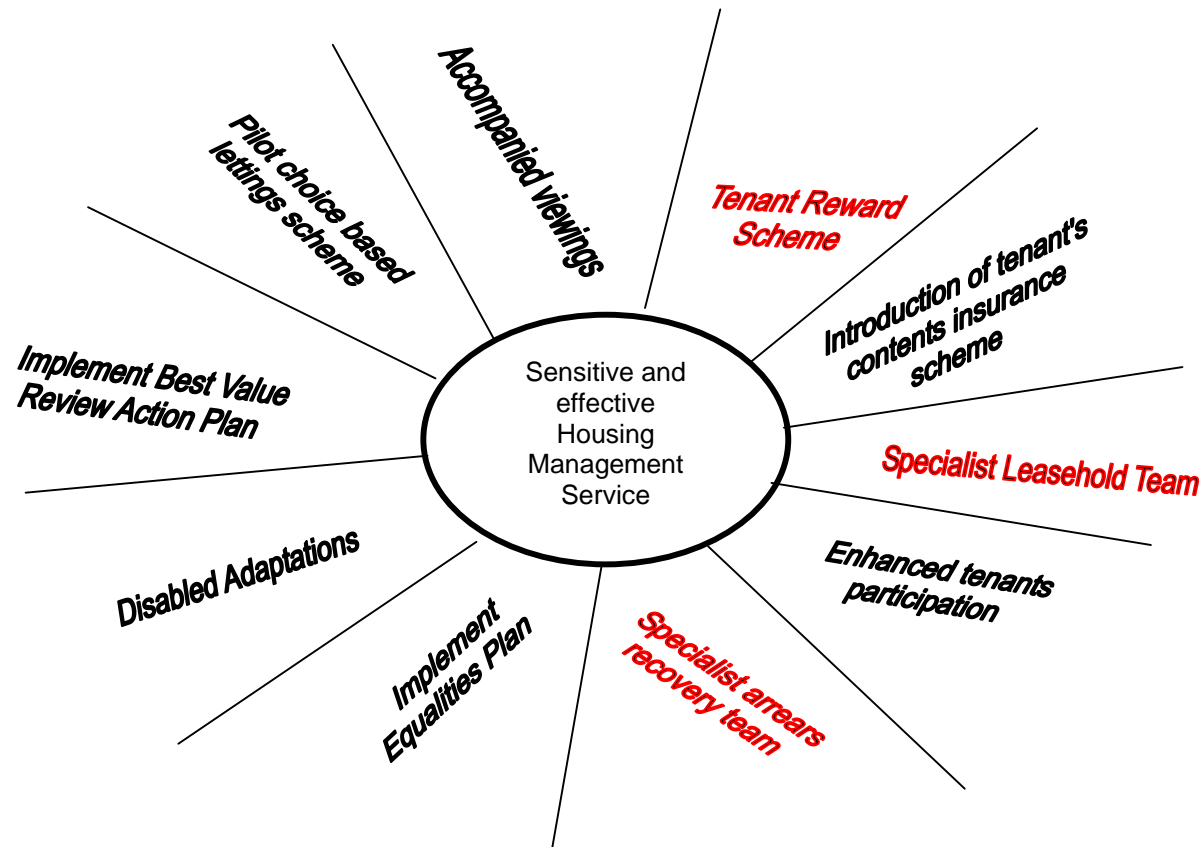 Accompanied viewings
Pilot choice based
lettings scheme
Tenant Reward
Scheme
Introduction of tenant's
contents insurance
scheme
Implement Best Value
Review Action Plan
Sensitive and
effective
Housing
Management
Service
Specialist Leasehold Team
Disabled Adaptations
Enhanced tenants
participation
Implement
Equalities Plan
Specialist arrears
recovery team